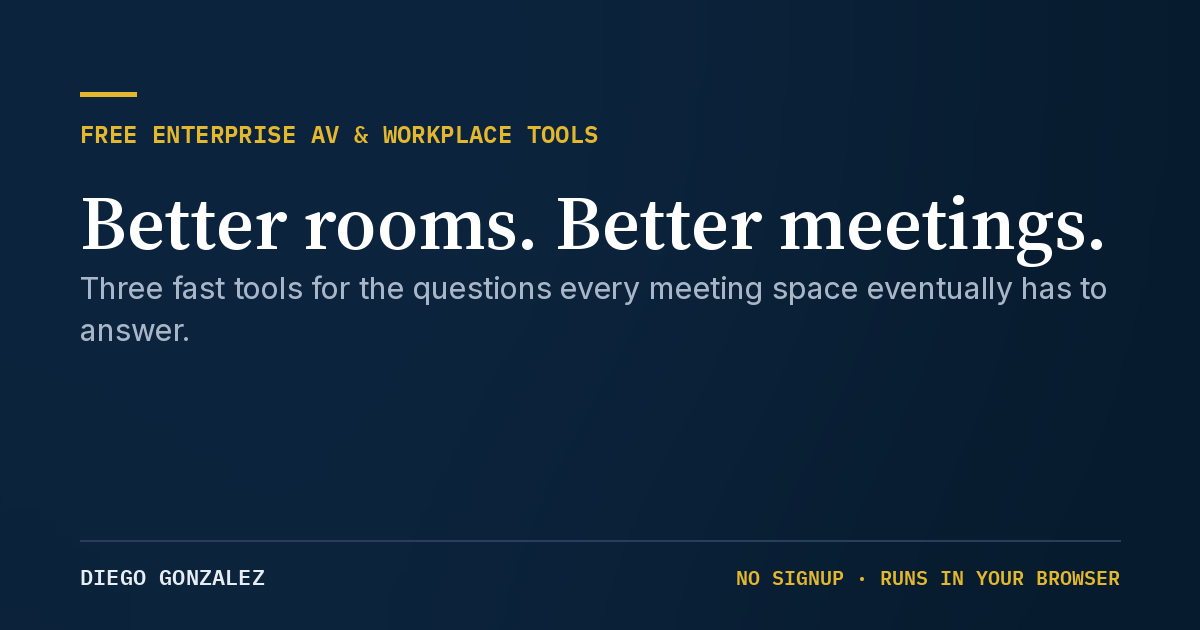 FREE ENTERPRISE AV & WORKPLACE TOOLS
Better rooms. Better meetings.
Three fast tools for the questions every meeting space eventually has to
answer.
DIEGO GONZALEZ
NO SIGNUP · RUNS IN YOUR BROWSER